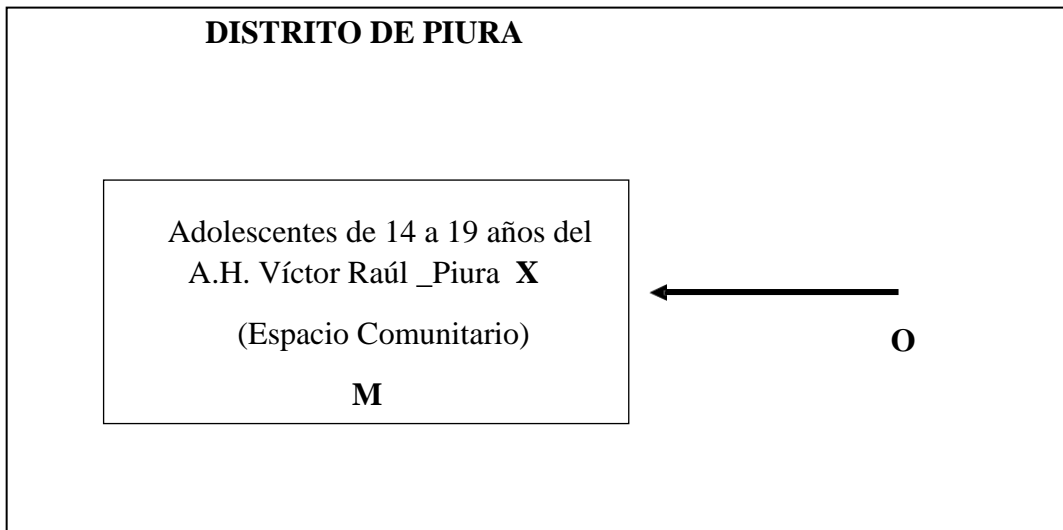 DISTRITO DE PIURA
Adolescentes de 14 a 19 años del
A.H. Víctor Raúl _Piura X
(Espacio Comunitario)
O
M